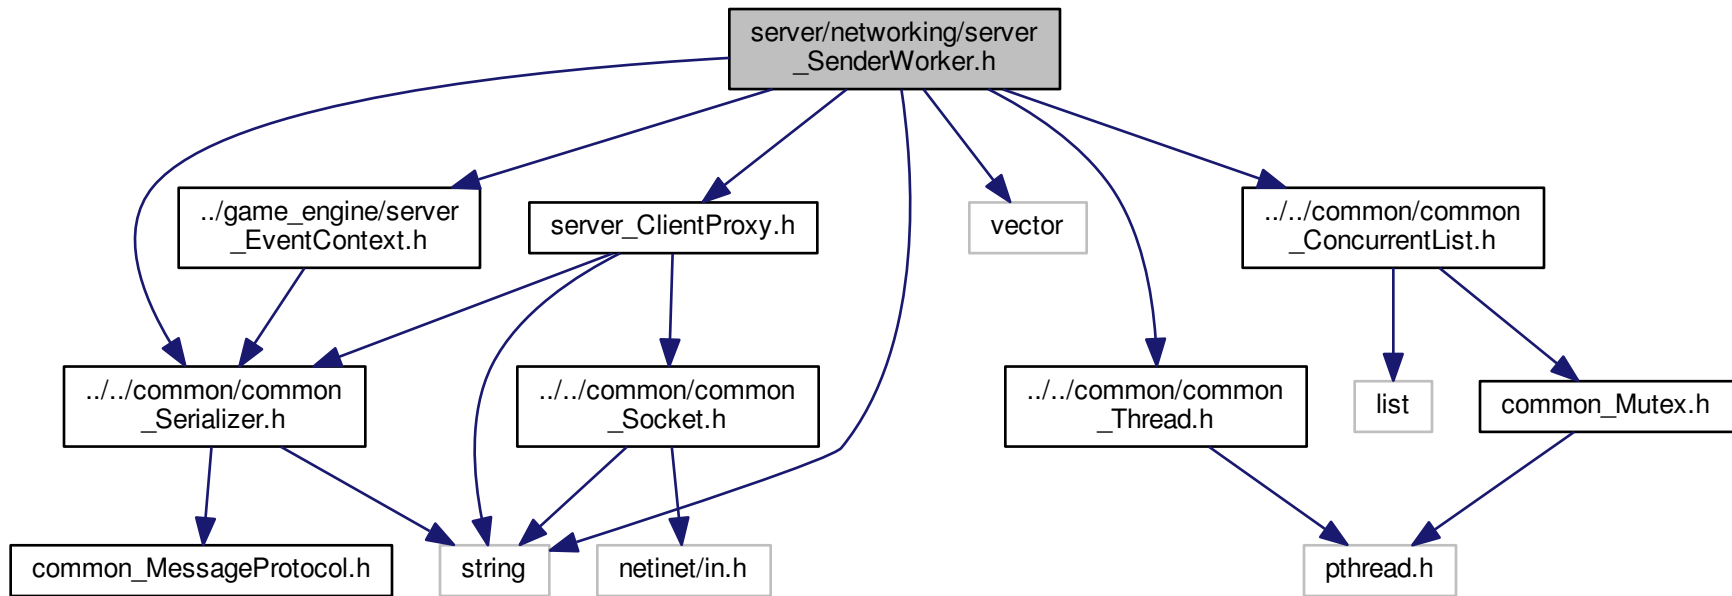 server/networking/server
_SenderWorker.h
../game_engine/server
_EventContext.h
server_ClientProxy.h
vector
../../common/common
_ConcurrentList.h
../../common/common
_Serializer.h
../../common/common
_Socket.h
../../common/common
_Thread.h
list
common_Mutex.h
common_MessageProtocol.h
string
netinet/in.h
pthread.h